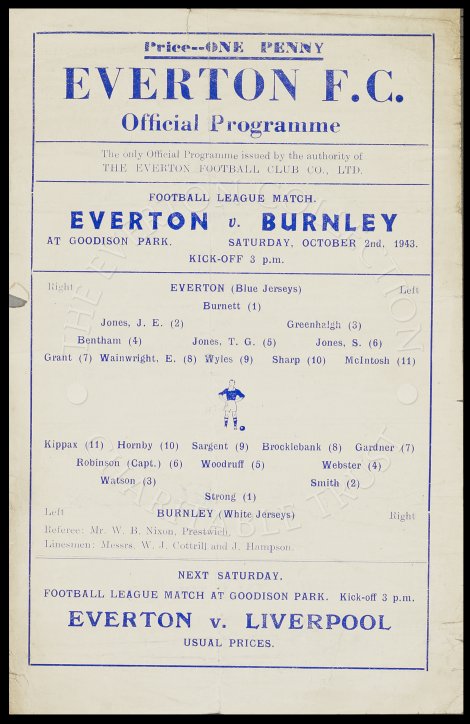 Price--ONE PENNY
EVERTON F.C.
Official Programme
The only Official Programme issued by the authority of
THE EVERTON FOOTBALL CLUB CO., LTD.
FOOTBALL LEAGUE MATCH.
EVERTON v. BURNLEY
AT GOODISON PARK. SATURDAY, OCTOBER 2nd, 1943.
KICK-OFF 3 p.m.
Right EVERTON (Blue Jerseys) Left
Burnett (1)
Jones, J. E. (2) Greenhalgh (3)
Bentham (4) Jones, T. G. (5) Jones, S. (6)
Grant (7) Wainwright, E. (8) Wyles (9) Sharp (10) McIntosh (11)
Kippax (11) Hornby (10) Sargent (9) Brocklebank (8) Gardner (7)
Robinson (Capt.) (6) Woodruff (5) Webster (4)
Watson (3) Smith (2)
Strong (1)
Left BURNLEY (White Jerseys) Right
Referee: Mr. W. B. Nixon, Prestwich.
Linesmen: Messrs. W. J. Cottrill and J. Hampson.
NEXT SATURDAY.
FOOTBALL LEAGUE MATCH AT GOODISON PARK. Kick-off 3 p.m.
EVERTON v. LIVERPOOL
USUAL PRICES.
THE EVERTON COLLECTION
CHARITABLE TRUST